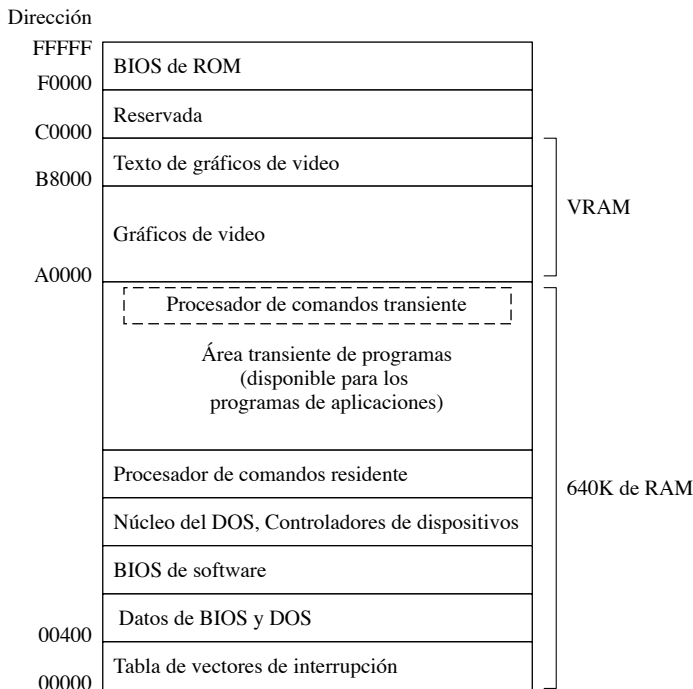 Dirección
FFFFF
BIOS de ROM
F0000
Reservada
C0000
Texto de gráficos de video
B8000
VRAM
Gráficos de video
A0000
Procesador de comandos transiente
Área transiente de programas
(disponible para los
programas de aplicaciones)
Procesador de comandos residente
640K de RAM
Núcleo del DOS, Controladores de dispositivos
BIOS de software
Datos de BIOS y DOS
00400
Tabla de vectores de interrupción
00000